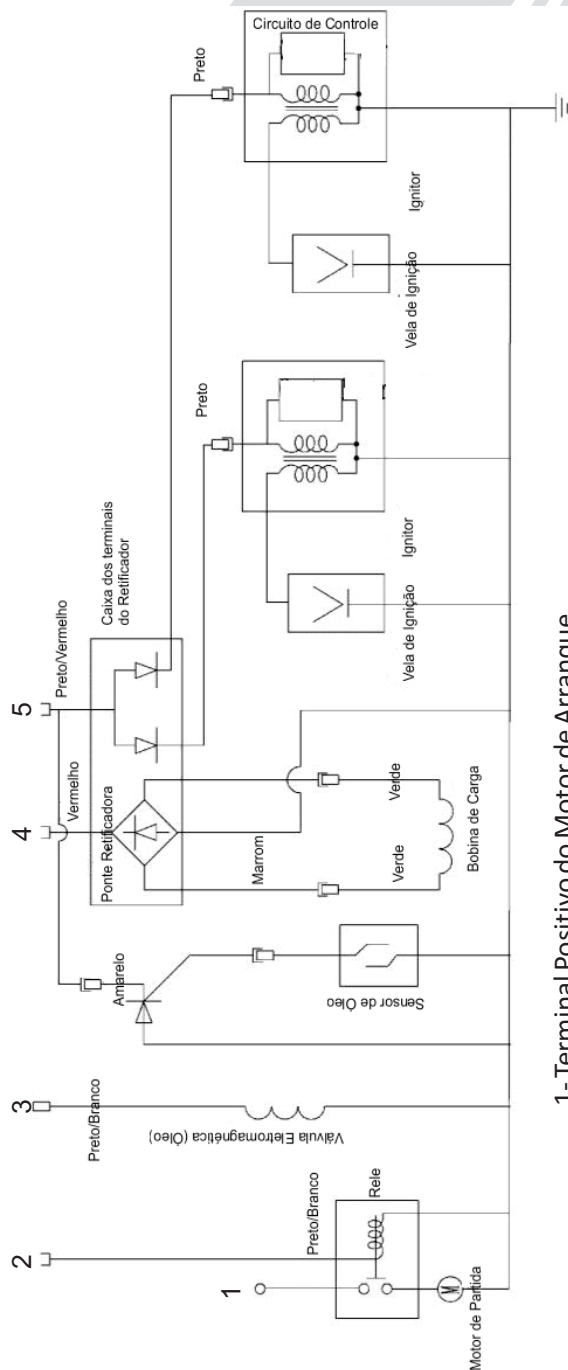 Circuito de Controle
Preto
Ignitor
Vela de Ignição
Preto
Ignitor
Vela de Ignição
Caixa dos terminais
do Retificador
5
Preto/Vermelho
4
Vermelho
Ponte Retificadora
Marrom
Verde
Verde
Bobina de Carga
Amarelo
Sensor de Óleo
3
Preto/Branco
Válvula Eletromagnética (Óleo)
2
Preto/Branco
Rele
1
M
Motor de Partida
1- Terminal Positivo do Motor de Arranque